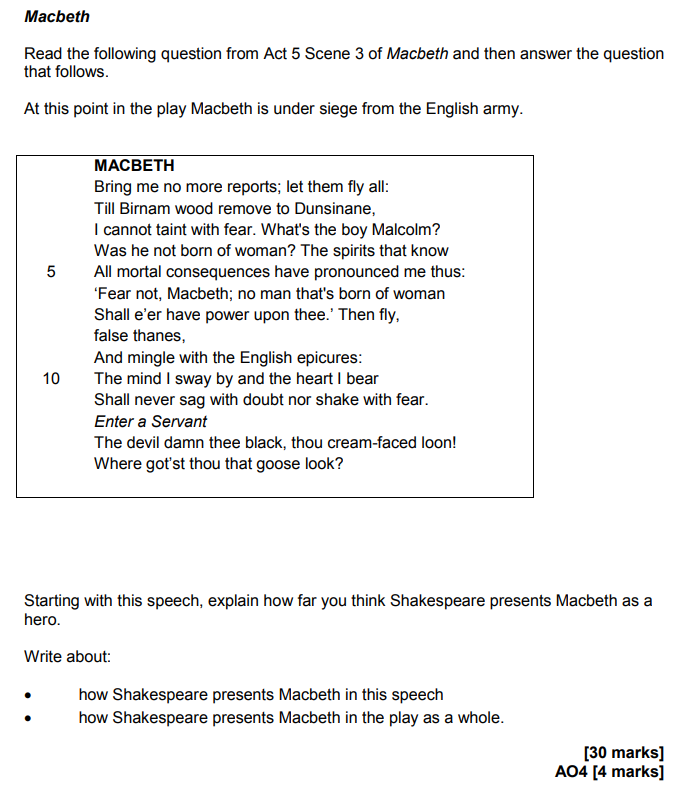 Macbeth
Read the following question from Act 5 Scene 3 of Macbeth and then answer the question
that follows.
At this point in the play Macbeth is under siege from the English army.
MACBETH
Bring me no more reports; let them fly all:
Till Birnam wood remove to Dunsinane,
I cannot taint with fear. What's the boy Malcolm?
Was he not born of woman? The spirits that know
5 All mortal consequences have pronounced me thus:
‘Fear not, Macbeth; no man that's born of woman
Shall e’er have power upon thee.’ Then fly,
false thanes,
And mingle with the English epicures:
10 The mind I sway by and the heart I bear
Shall never sag with doubt nor shake with fear.
Enter a Servant
The devil damn thee black, thou cream-faced loon!
Where got’st thou that goose look?
Starting with this speech, explain how far you think Shakespeare presents Macbeth as a
hero.
Write about:
• how Shakespeare presents Macbeth in this speech
• how Shakespeare presents Macbeth in the play as a whole.
[30 marks]
AO4 [4 marks]